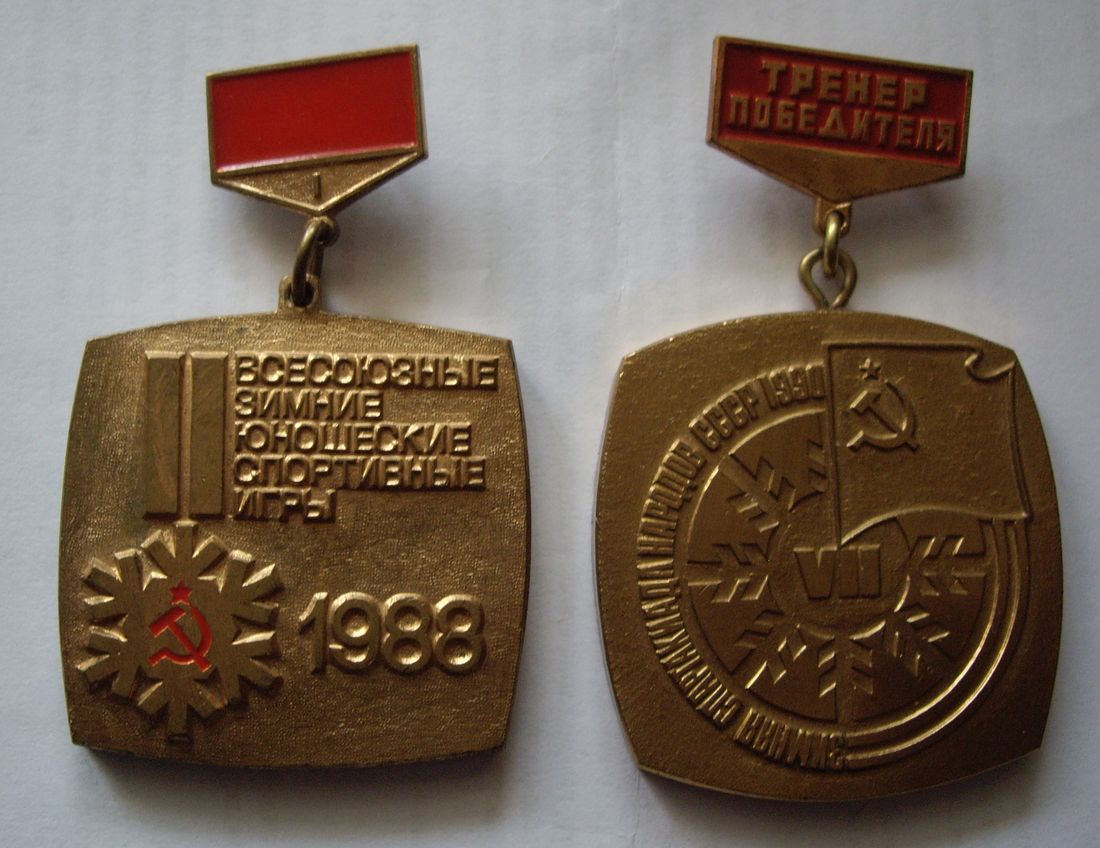 I
II ВСЕСОЮЗНЫЕ
ЗИМНИЕ
ЮНОШЕСКИЕ
СПОРТИВНЫЕ
ИГРЫ
1988
ТРЕНЕР
ПОБЕДИТЕЛЯ
ЗИМНЯЯ СПАРТАКИАДА НАРОДОВ СССР 1990
VII